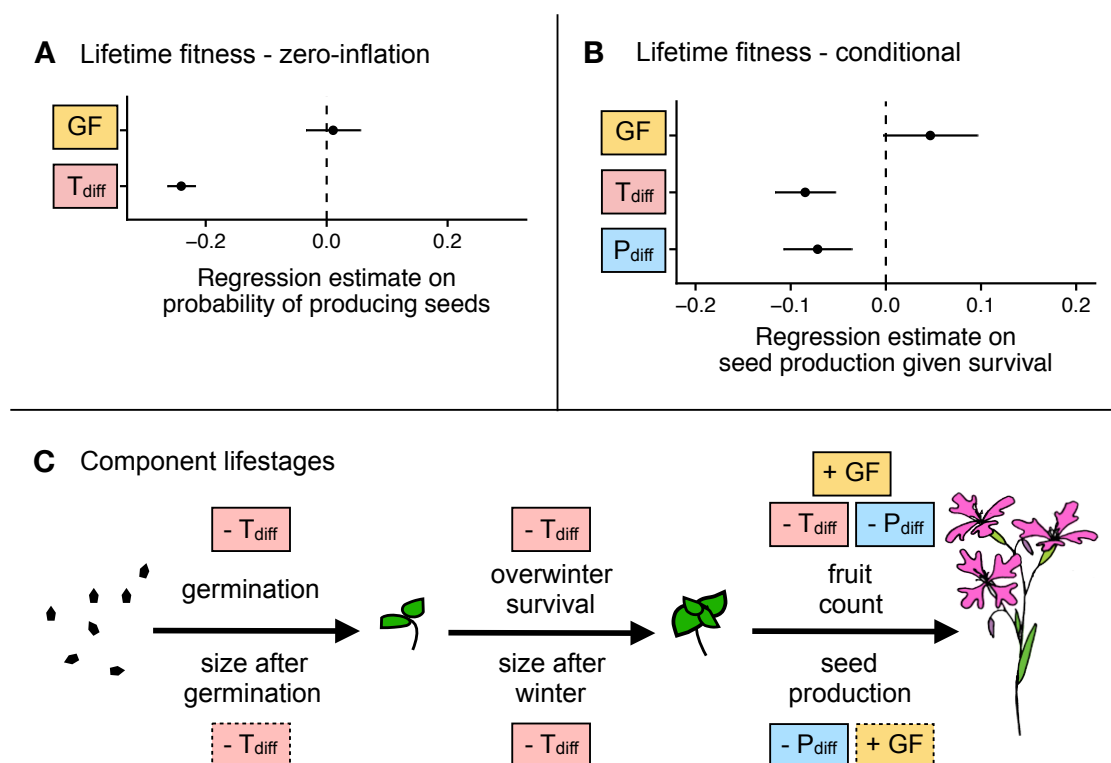 A Lifetime fitness - zero-inflation
GF
Tdiff
−0.2 0.0 0.2
Regression estimate on
probability of producing seeds
B Lifetime fitness - conditional
GF
Tdiff
Pdiff
−0.2 −0.1 0.0 0.1 0.2
Regression estimate on
seed production given survival
C Component lifestages
- Tdiff
germination
size after
germination
- Tdiff
- Tdiff
overwinter
survival
size after
winter
- Tdiff
+ GF
- Tdiff - Pdiff
fruit
count
seed
production
- Pdiff + GF